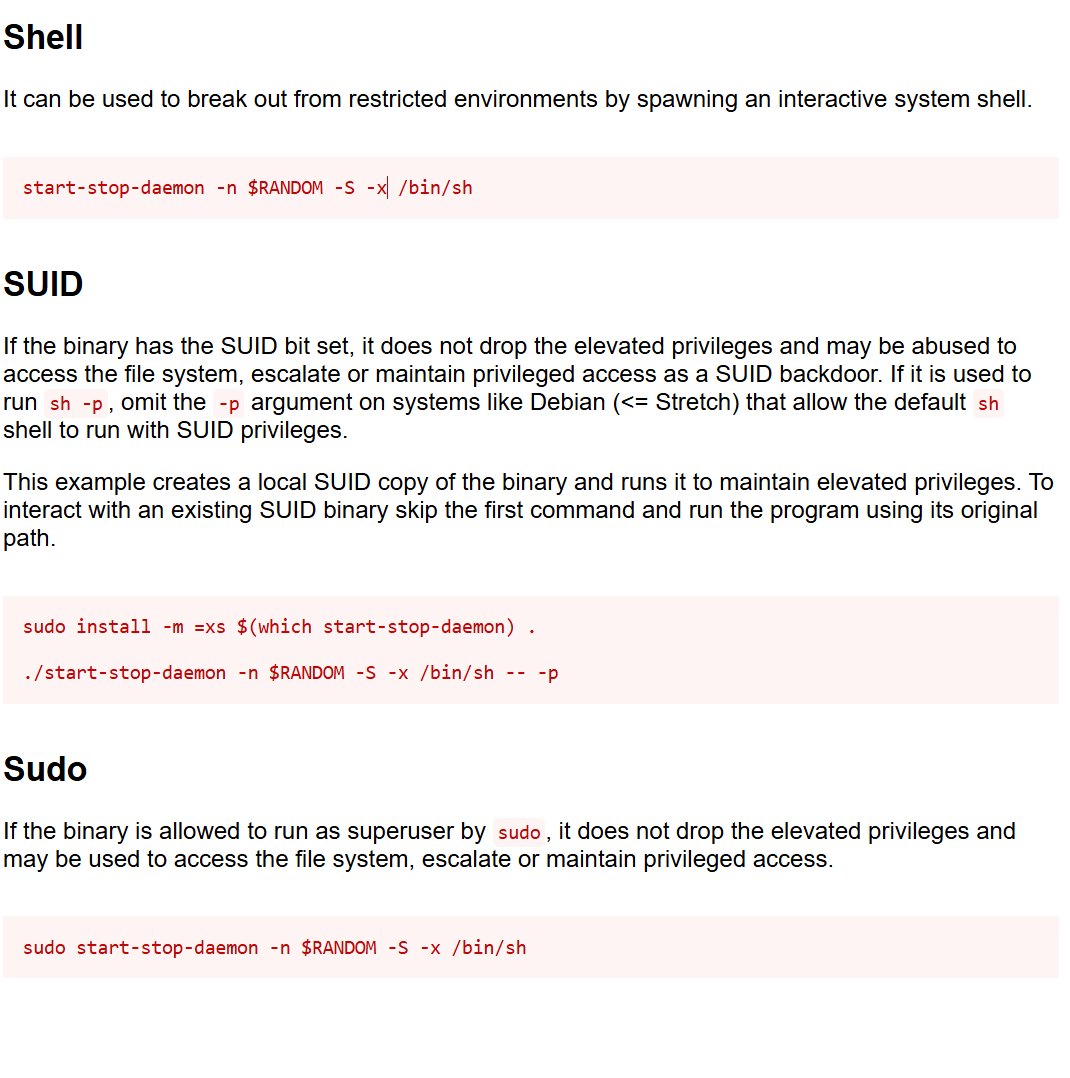 Shell
It can be used to break out from restricted environments by spawning an interactive system shell.
start-stop-daemon -n $RANDOM -S -x /bin/sh
SUID
If the binary has the SUID bit set, it does not drop the elevated privileges and may be abused to
access the file system, escalate or maintain privileged access as a SUID backdoor. If it is used to
run sh -p, omit the -p argument on systems like Debian (<= Stretch) that allow the default sh
shell to run with SUID privileges.
This example creates a local SUID copy of the binary and runs it to maintain elevated privileges. To
interact with an existing SUID binary skip the first command and run the program using its original
path.
sudo install -m =xs $(which start-stop-daemon) .
./start-stop-daemon -n $RANDOM -S -x /bin/sh -- -p
Sudo
If the binary is allowed to run as superuser by sudo, it does not drop the elevated privileges and
may be used to access the file system, escalate or maintain privileged access.
sudo start-stop-daemon -n $RANDOM -S -x /bin/sh